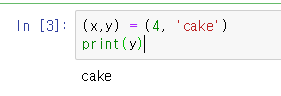 In [3]: (x,y) = (4, 'cake')
print(y)
cake